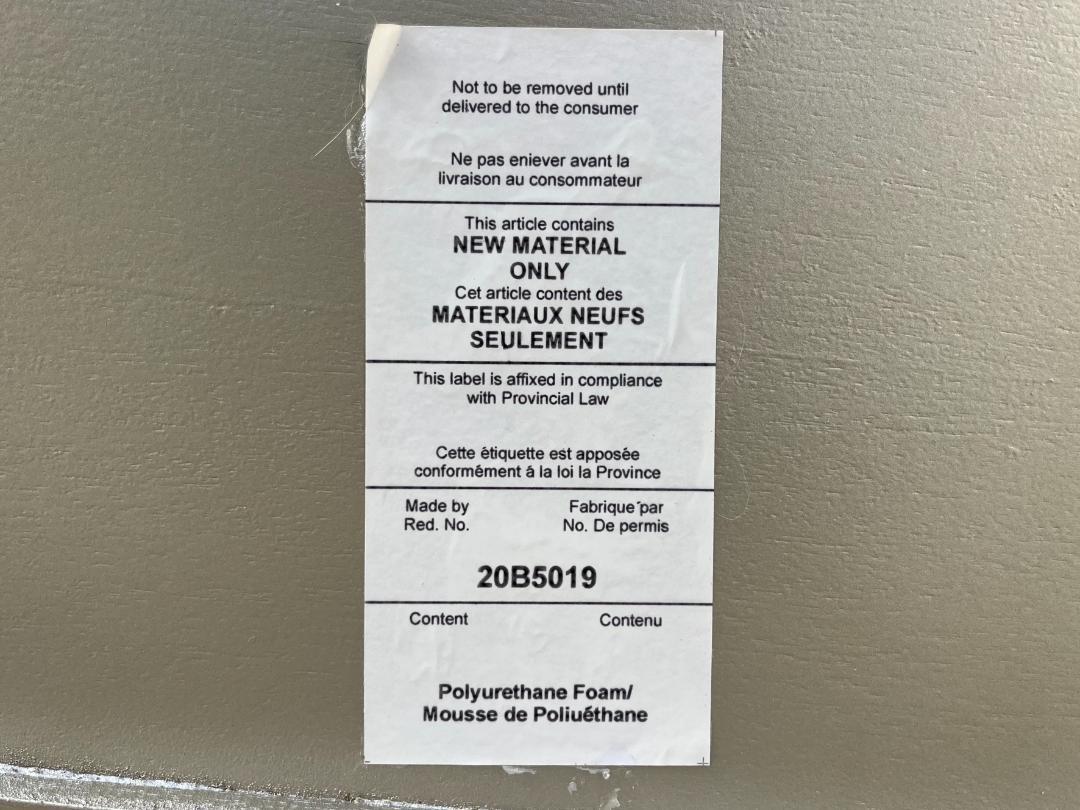 Not to be removed until
delivered to the consumer
Ne pas eniever avant la
livraison au consommateur
This article contains
NEW MATERIAL
ONLY
Cet article content des
MATERIAUX NEUFS
SEULEMENT
This label is affixed in compliance
with Provincial Law
Cette étiquette est apposée
conformément á la loi la Province
Made by Fabrique´par
Red. No. No. De permis
20B5019
Content Contenu
Polyurethane Foam/
Mousse de Poliuéthane